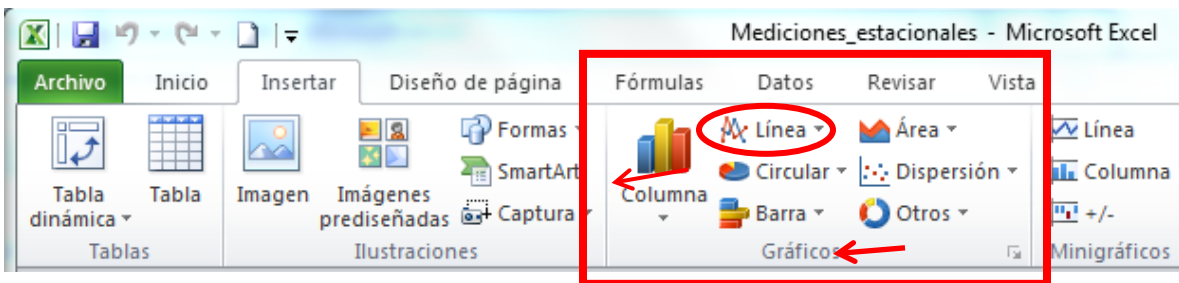 Mediciones_estacionales - Microsoft Excel
Archivo Inicio Insertar Diseño de página Fórmulas Datos Revisar Vista
Tabla dinámica
Tabla
Imagen
Imágenes prediseñadas
Formas
SmartArt
Captura
Columna
Línea
Circular
Barra
Área
Dispersión
Otros
Línea
Columna
+/-
Tablas Ilustraciones Gráficos Minigráficos